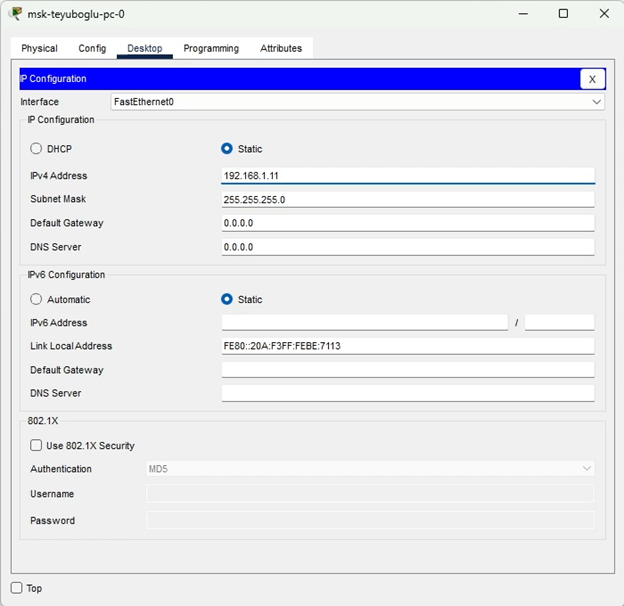 msk-teyuboglu-pc-0
Physical Config Desktop Programming Attributes
IP Configuration X
Interface FastEthernet0
IP Configuration
DHCP Static
IPv4 Address 192.168.1.11
Subnet Mask 255.255.255.0
Default Gateway 0.0.0.0
DNS Server 0.0.0.0
IPv6 Configuration
Automatic Static
IPv6 Address /
Link Local Address FE80::20A:F3FF:FEBE:7113
Default Gateway
DNS Server
802.1X
Use 802.1X Security
Authentication MD5
Username
Password
Top